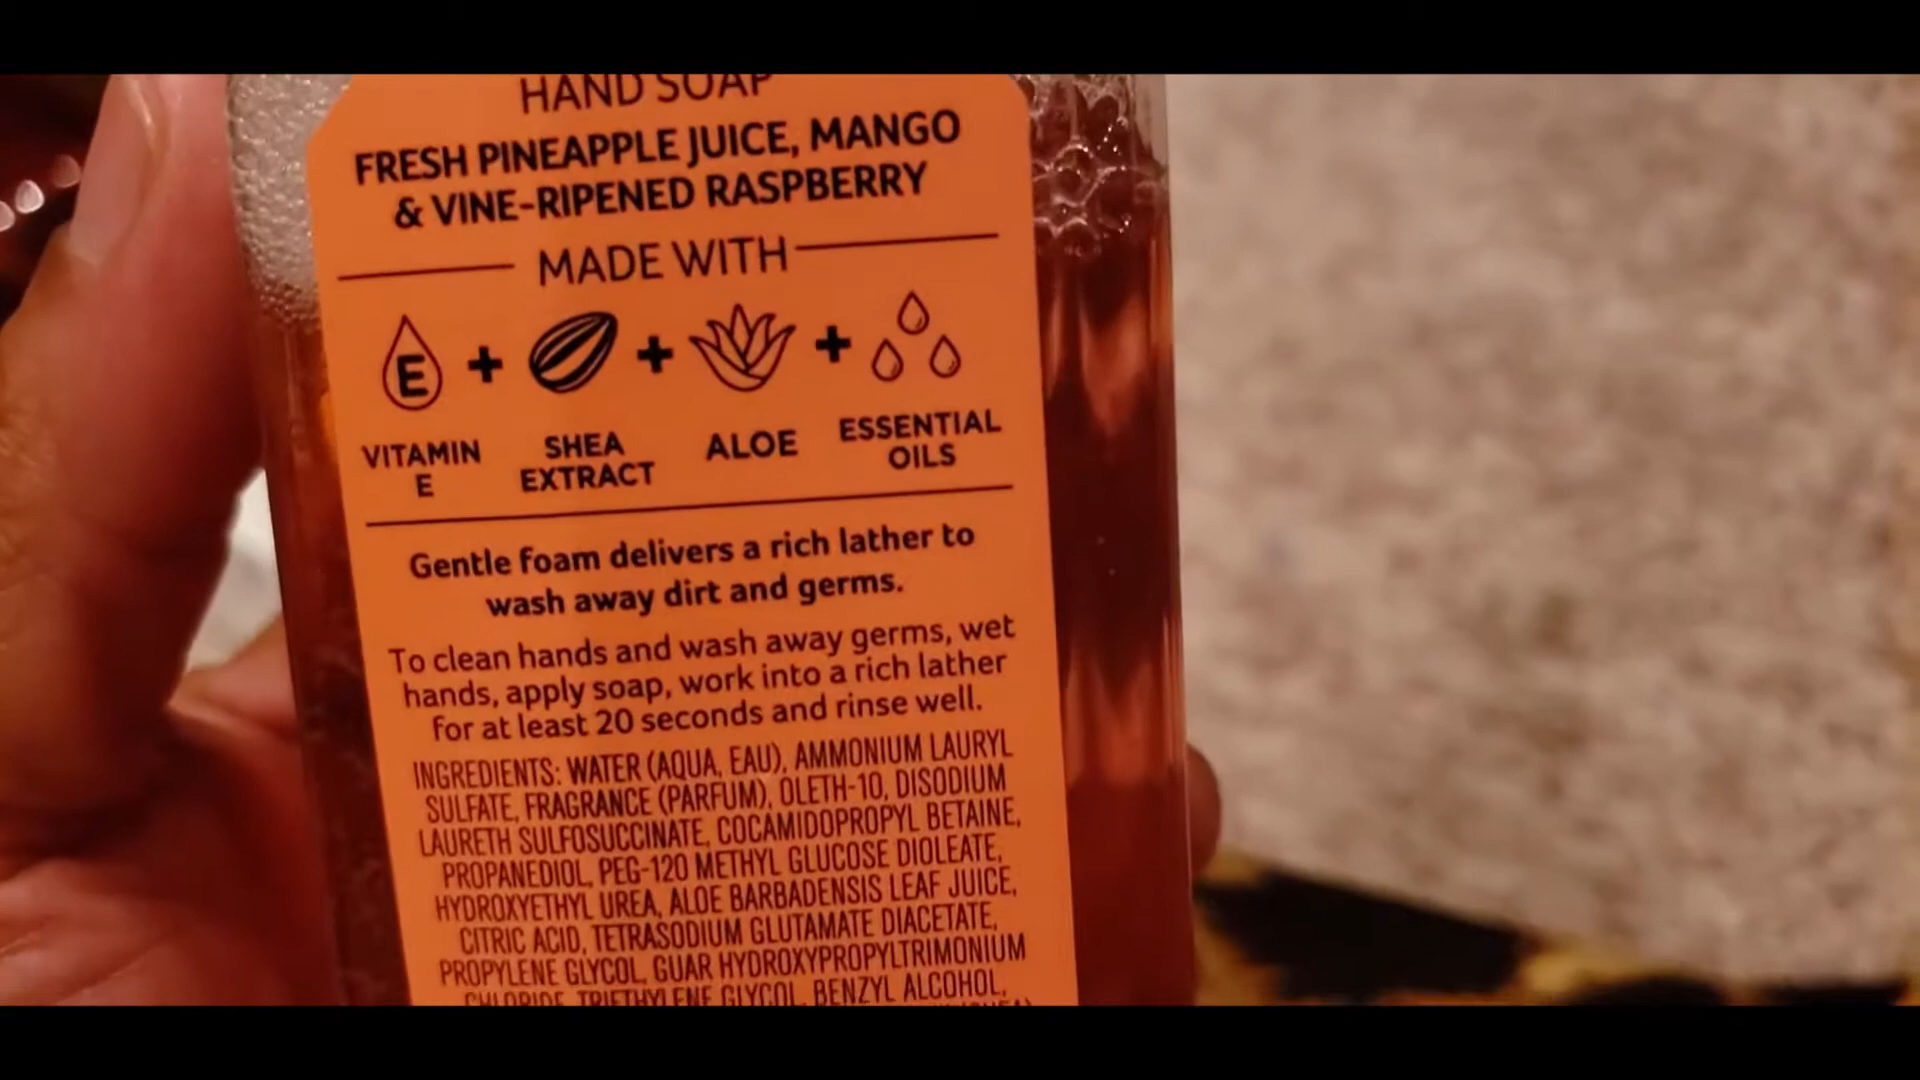 HAND SOAP
FRESH PINEAPPLE JUICE, MANGO
& VINE-RIPENED RASPBERRY
MADE WITH
E + + +
VITAMIN E
SHEA EXTRACT
ALOE
ESSENTIAL OILS
Gentle foam delivers a rich lather to
wash away dirt and germs.
To clean hands and wash away germs, wet
hands, apply soap, work into a rich lather
for at least 20 seconds and rinse well.
INGREDIENTS: WATER (AQUA, EAU), AMMONIUM LAURYL
SULFATE, FRAGRANCE (PARFUM), OLETH-10, DISODIUM
LAURETH SULFOSUCCINATE, COCAMIDOPROPYL BETAINE,
PROPANEDIOL, PEG-120 METHYL GLUCOSE DIOLEATE,
HYDROXYETHYL UREA, ALOE BARBADENSIS LEAF JUICE,
CITRIC ACID, TETRASODIUM GLUTAMATE DIACETATE,
PROPYLENE GLYCOL, GUAR HYDROXYPROPYLTRIMONIUM
CHLORIDE, TRIETHYLENE GLYCOL, BENZYL ALCOHOL,